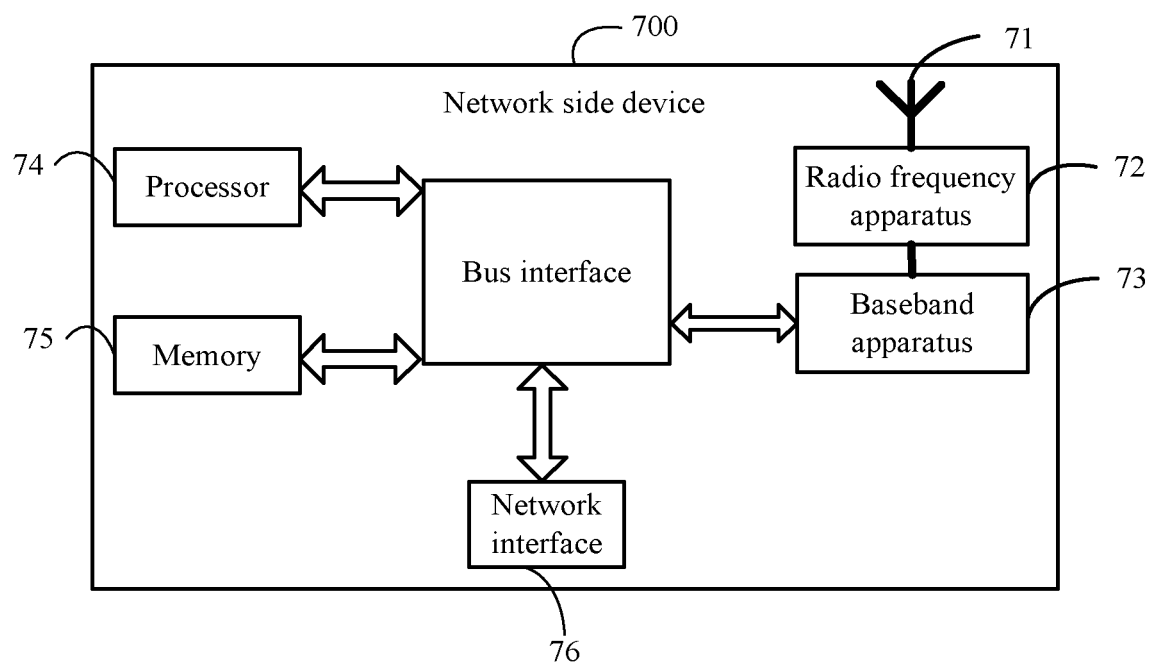 700
71
Network side device
74
Processor
Radio frequency
apparatus
72
Bus interface
75
Memory
Baseband
apparatus
73
Network
interface
76